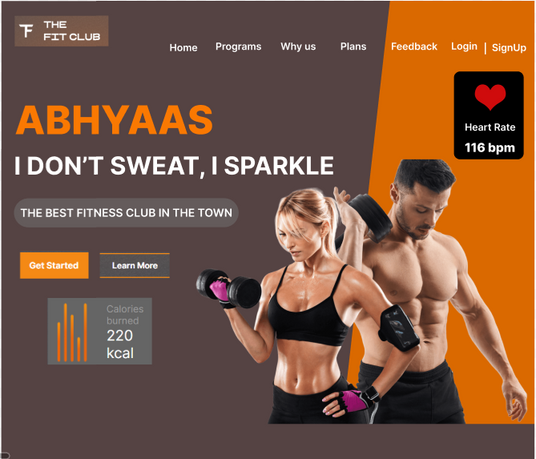 THE
FIT CLUB
Home Programs Why us Plans Feedback Login | SignUp
Heart Rate
116 bpm
ABHYAAS
I DON'T SWEAT, I SPARKLE
THE BEST FITNESS CLUB IN THE TOWN
Get Started Learn More
Calories
burned
220
kcal